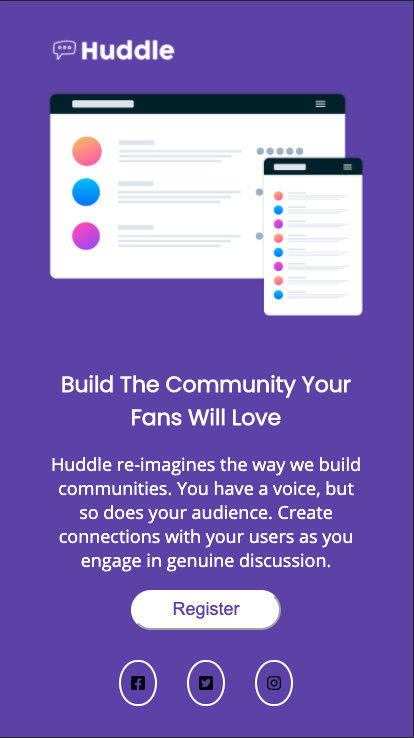 Huddle
Build The Community Your
Fans Will Love
Huddle re-imagines the way we build
communities. You have a voice, but
so does your audience. Create
connections with your users as you
engage in genuine discussion.
Register